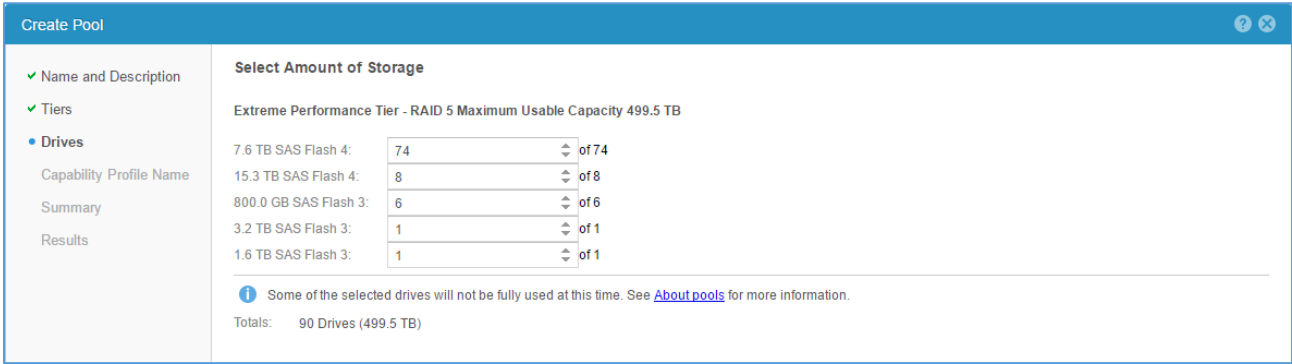 Create Pool
Name and Description
Tiers
Drives
Capability Profile Name
Summary
Results
Select Amount of Storage
Extreme Performance Tier - RAID 5 Maximum Usable Capacity 499.5 TB
7.6 TB SAS Flash 4: 74 of 74
15.3 TB SAS Flash 4: 8 of 8
800.0 GB SAS Flash 3: 6 of 6
3.2 TB SAS Flash 3: 1 of 1
1.6 TB SAS Flash 3: 1 of 1
Some of the selected drives will not be fully used at this time. See About pools for more information.
Totals: 90 Drives (499.5 TB)